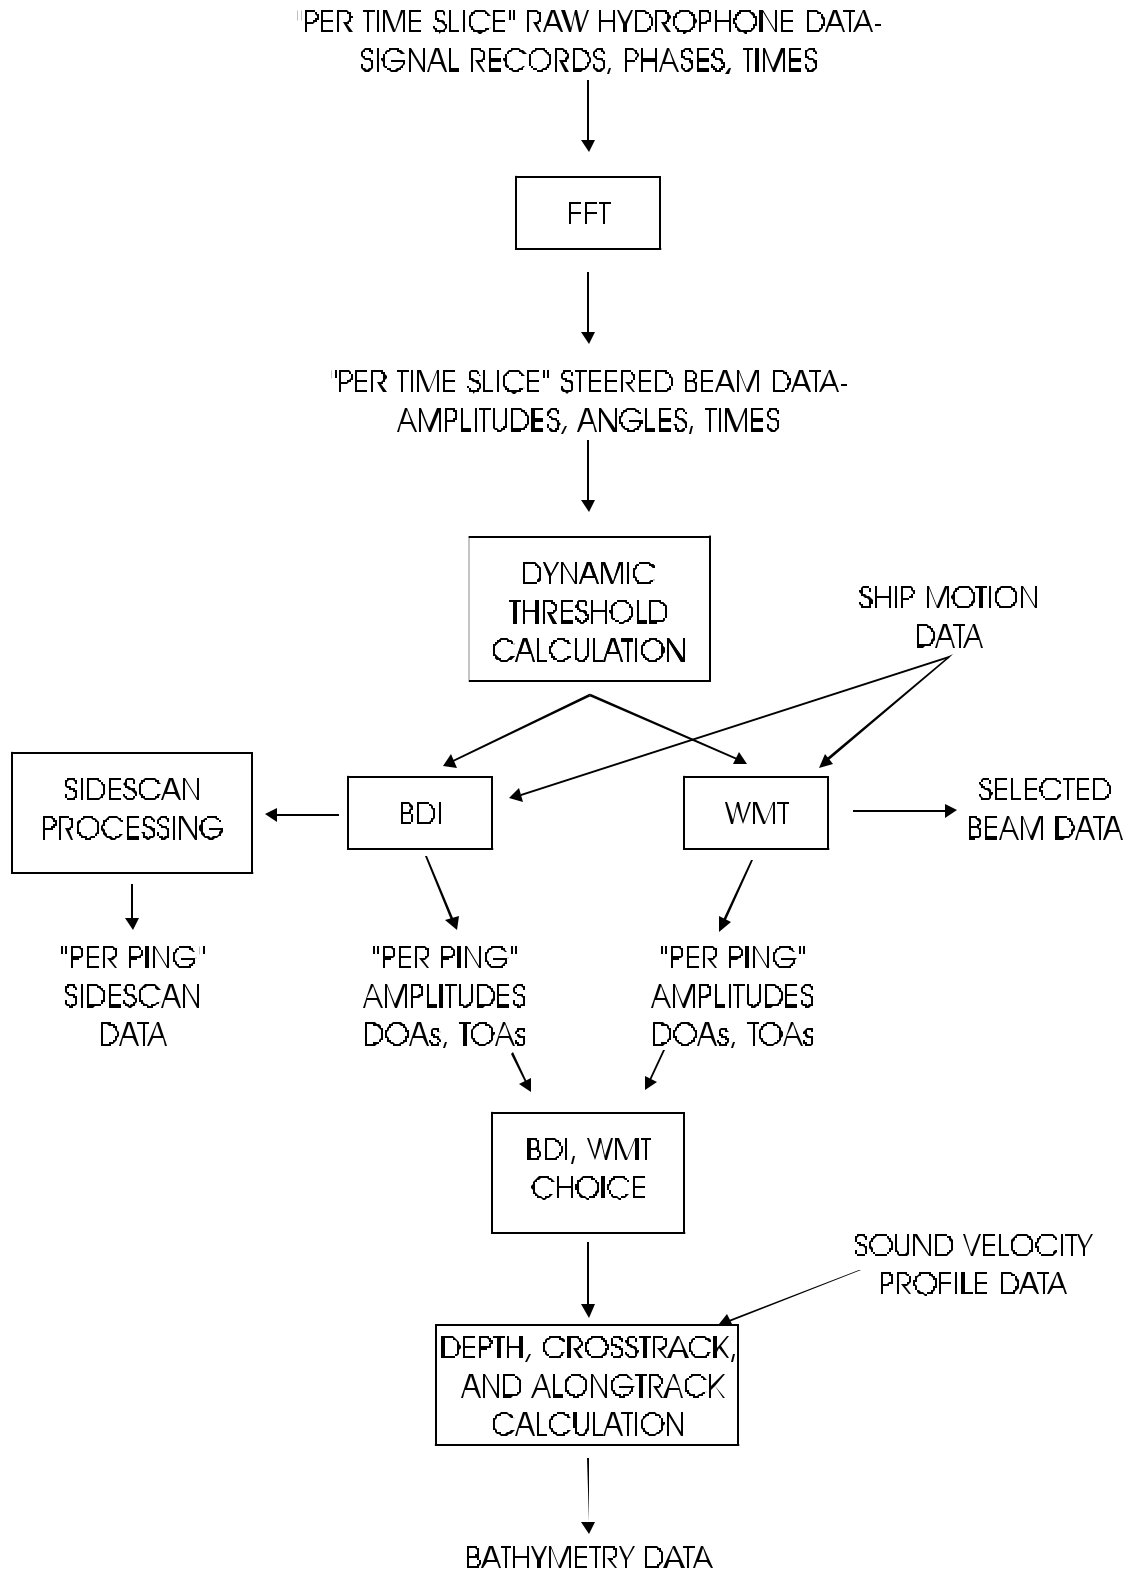 "PER TIME SLICE" RAW HYDROPHONE DATA-
SIGNAL RECORDS, PHASES, TIMES
FFT
"PER TIME SLICE" STEERED BEAM DATA-
AMPLITUDES, ANGLES, TIMES
DYNAMIC
THRESHOLD
CALCULATION
SHIP MOTION
DATA
SIDESCAN
PROCESSING
BDI
WMT
SELECTED
BEAM DATA
"PER PING"
SIDESCAN
DATA
"PER PING"
AMPLITUDES
DOAs, TOAs
"PER PING"
AMPLITUDES
DOAs, TOAs
BDI, WMT
CHOICE
SOUND VELOCITY
PROFILE DATA
DEPTH, CROSSTRACK,
AND ALONGTRACK
CALCULATION
BATHYMETRY DATA